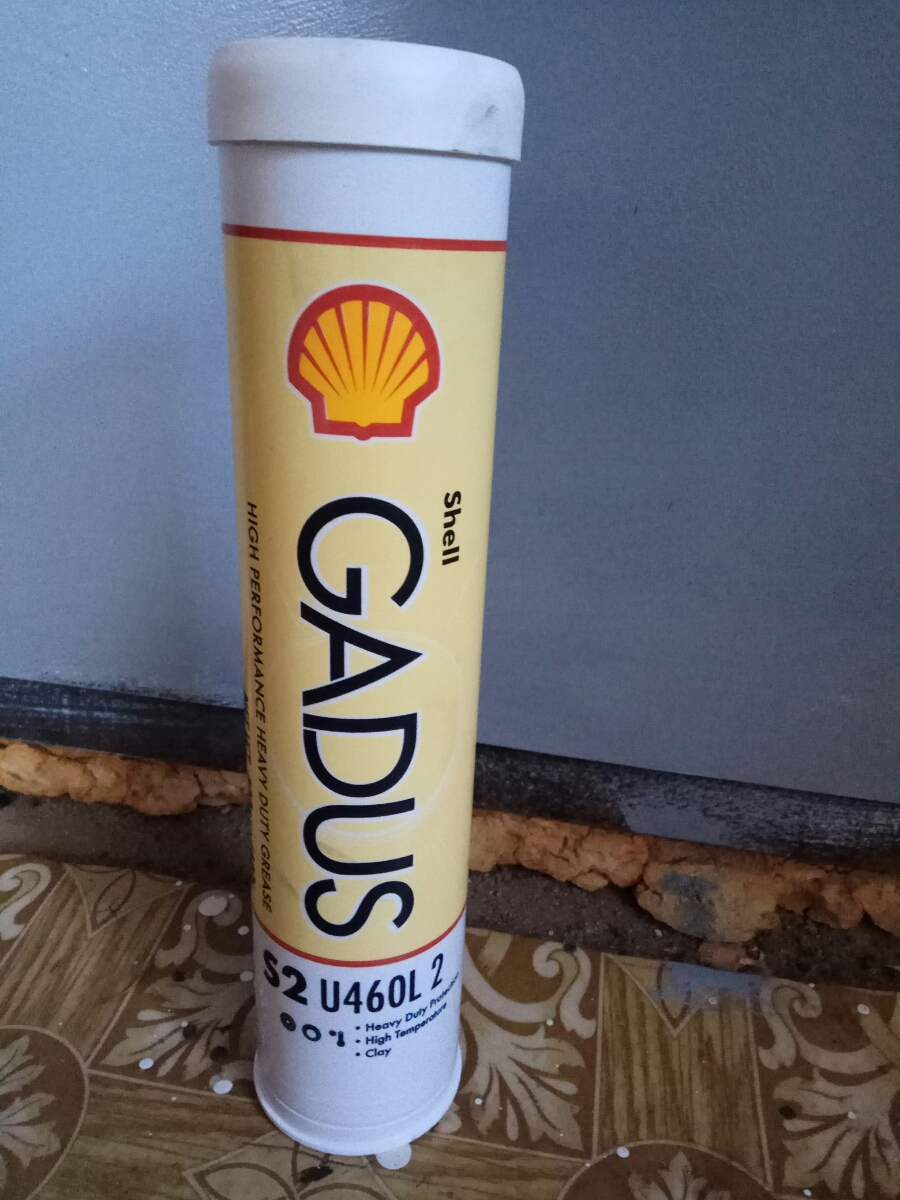 Shell
GADUS
HIGH PERFORMANCE HEAVY DUTY GREASE
S2 U460L 2
• Heavy Duty Protection
• High Temperature
• Clay